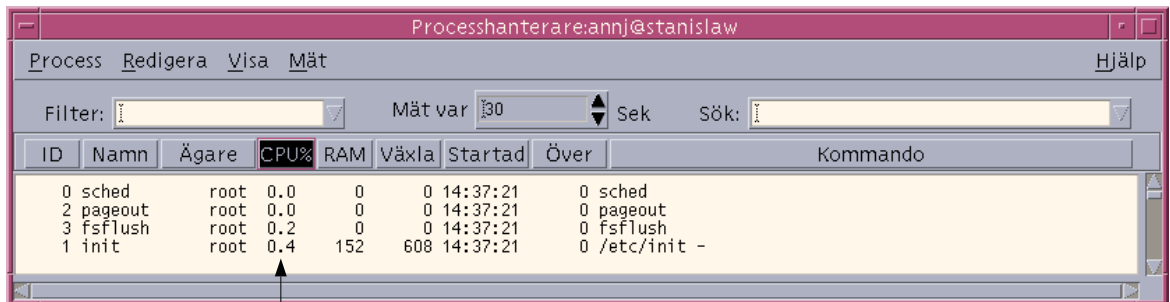 Processhanterare:annj@stanislaw
Process Redigera Visa Mät Hjälp
Filter: Mät var 30 Sek Sök:
ID Namn Ägare CPU% RAM Växla Startad Över Kommando
0 sched root 0.0 0 0 14:37:21 0 sched
2 pageout root 0.0 0 0 14:37:21 0 pageout
3 fsflush root 0.2 0 0 14:37:21 0 fsflush
1 init root 0.4 152 608 14:37:21 0 /etc/init -